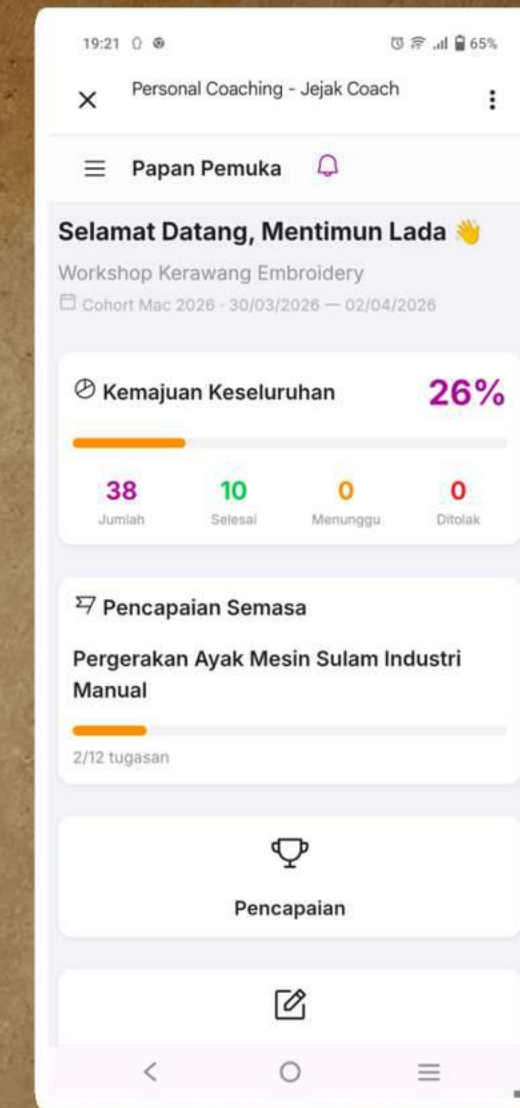 19:21 65%
Personal Coaching - Jejak Coach
Papan Pemuka
Selamat Datang, Mentimun Lada 👋
Workshop Kerawang Embroidery
Cohort Mac 2026 · 30/03/2026 — 02/04/2026
Kemajuan Keseluruhan 26%
38 10 0 0
Jumlah Selesai Menunggu Ditolak
Pencapaian Semasa
Pergerakan Ayak Mesin Sulam Industri
Manual
2/12 tugasan
Pencapaian